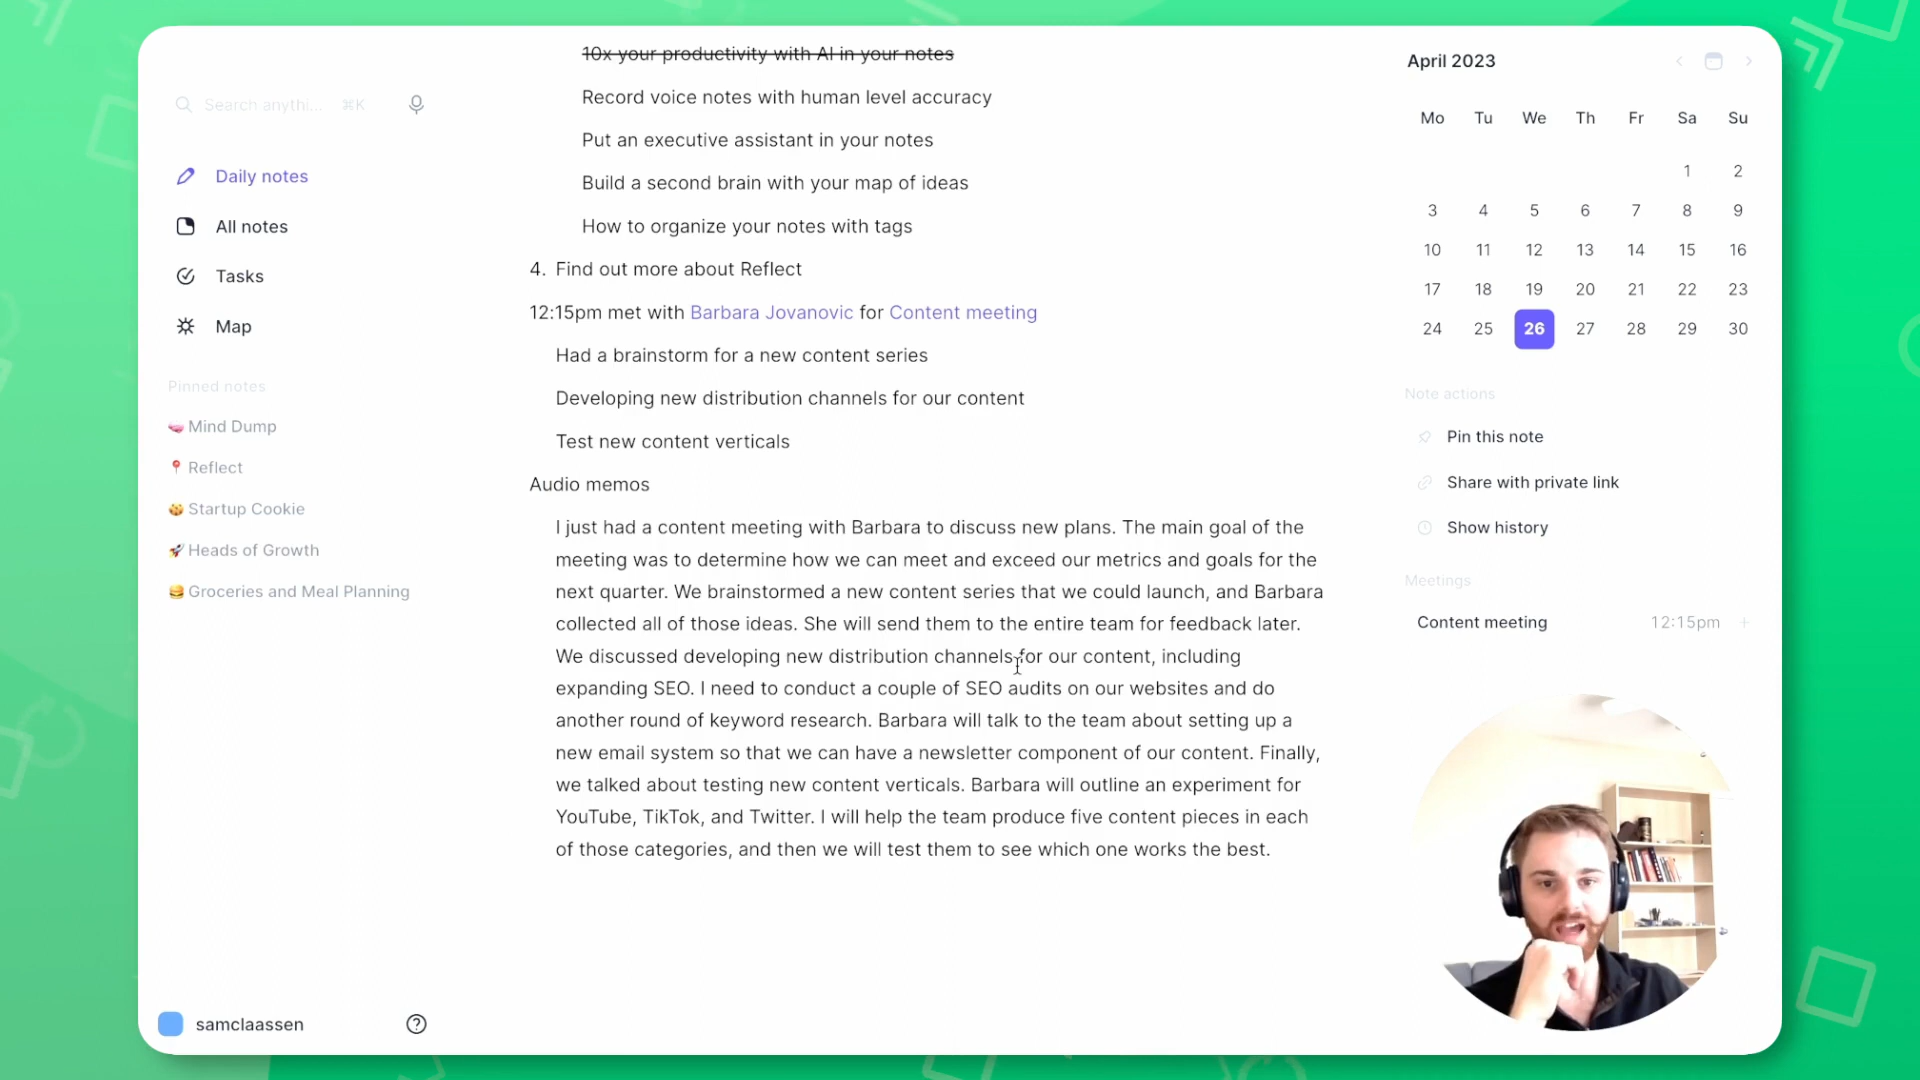 Search anythi... ⌘K
Daily notes
All notes
Tasks
Map
Pinned notes
Mind Dump
Reflect
Startup Cookie
Heads of Growth
Groceries and Meal Planning
samclaassen
10x your productivity with AI in your notes
Record voice notes with human level accuracy
Put an executive assistant in your notes
Build a second brain with your map of ideas
How to organize your notes with tags
4. Find out more about Reflect
12:15pm met with Barbara Jovanovic for Content meeting
Had a brainstorm for a new content series
Developing new distribution channels for our content
Test new content verticals
Audio memos
I just had a content meeting with Barbara to discuss new plans. The main goal of the
meeting was to determine how we can meet and exceed our metrics and goals for the
next quarter. We brainstormed a new content series that we could launch, and Barbara
collected all of those ideas. She will send them to the entire team for feedback later.
We discussed developing new distribution channels for our content, including
expanding SEO. I need to conduct a couple of SEO audits on our websites and do
another round of keyword research. Barbara will talk to the team about setting up a
new email system so that we can have a newsletter component of our content. Finally,
we talked about testing new content verticals. Barbara will outline an experiment for
YouTube, TikTok, and Twitter. I will help the team produce five content pieces in each
of those categories, and then we will test them to see which one works the best.
April 2023
Mo Tu We Th Fr Sa Su
1 2
3 4 5 6 7 8 9
10 11 12 13 14 15 16
17 18 19 20 21 22 23
24 25 26 27 28 29 30
Note actions
Pin this note
Share with private link
Show history
Meetings
Content meeting 12:15pm +